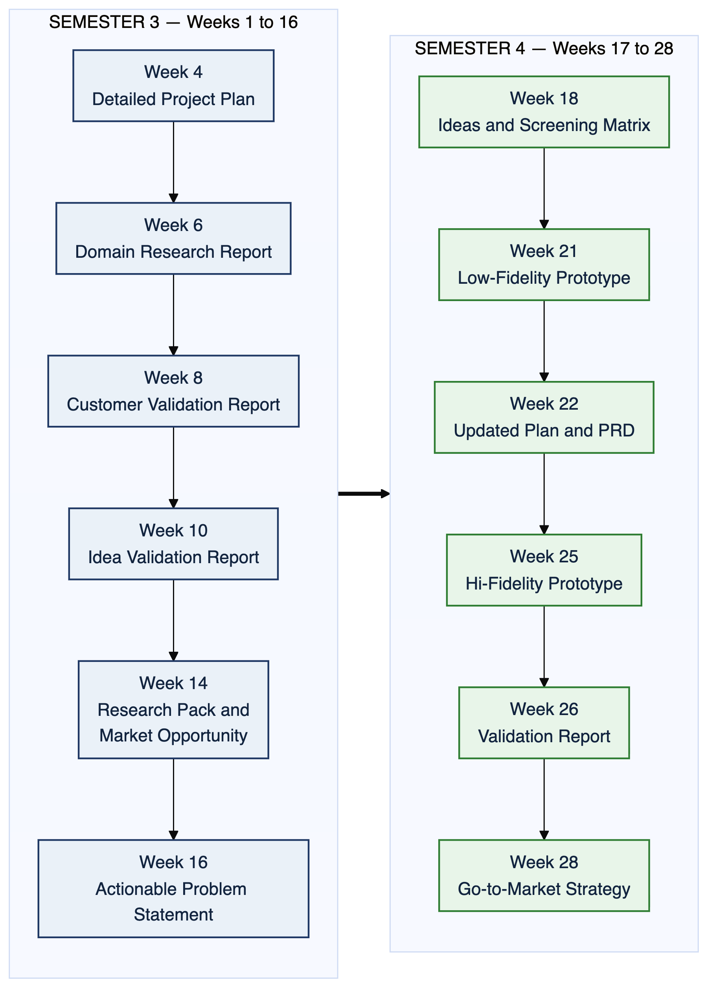 SEMESTER 3 — Weeks 1 to 16
Week 4
Detailed Project Plan
Week 6
Domain Research Report
Week 8
Customer Validation Report
Week 10
Idea Validation Report
Week 14
Research Pack and
Market Opportunity
Week 16
Actionable Problem
Statement
SEMESTER 4 — Weeks 17 to 28
Week 18
Ideas and Screening Matrix
Week 21
Low-Fidelity Prototype
Week 22
Updated Plan and PRD
Week 25
Hi-Fidelity Prototype
Week 26
Validation Report
Week 28
Go-to-Market Strategy